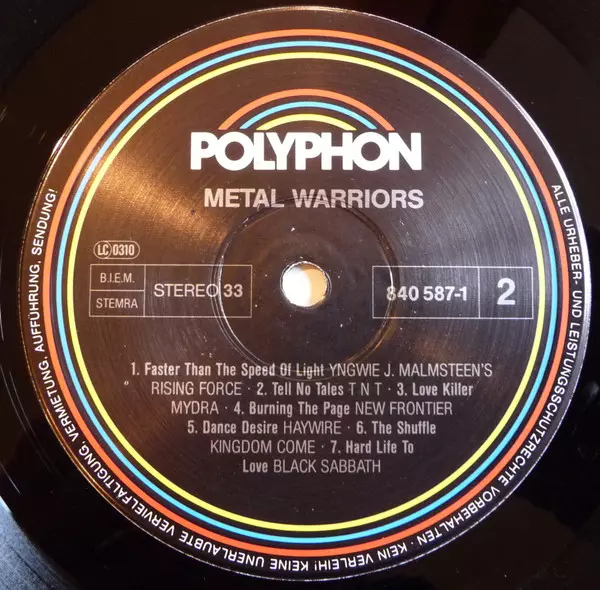 POLYPHON
METAL WARRIORS
LC 0310
B.I.E.M.
STEMRA
STEREO 33
840 587-1
2
1. Faster Than The Speed Of Light YNGWIE J. MALMSTEEN'S
RISING FORCE · 2. Tell No Tales T N T · 3. Love Killer
MYDRA · 4. Burning The Page NEW FRONTIER
5. Dance Desire HAYWIRE · 6. The Shuffle
KINGDOM COME · 7. Hard Life To
Love BLACK SABBATH
ALLE URHEBER- UND LEISTUNGSSCHUTZRECHTE VORBEHALTEN · KEIN VERLEIH! KEINE UNERLAUBTE VERVIELFÄLTIGUNG, VERMIETUNG, AUFFÜHRUNG, SENDUNG!